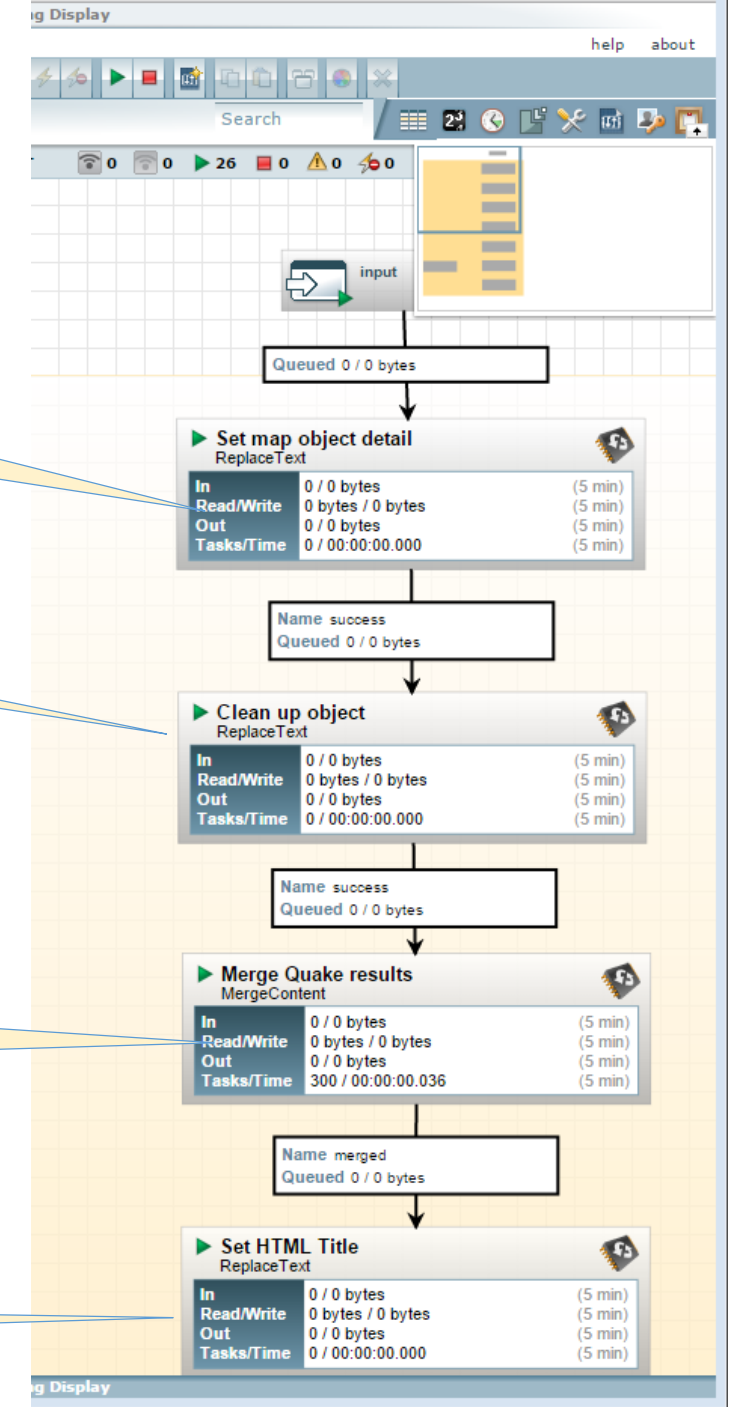 ng Display
help about
Search
0 0 26 0 0 0
input
Queued 0 / 0 bytes
Set map object detail
ReplaceText
In 0 / 0 bytes (5 min)
Read/Write 0 bytes / 0 bytes (5 min)
Out 0 / 0 bytes (5 min)
Tasks/Time 0 / 00:00:00.000 (5 min)
Name success
Queued 0 / 0 bytes
Clean up object
ReplaceText
In 0 / 0 bytes (5 min)
Read/Write 0 bytes / 0 bytes (5 min)
Out 0 / 0 bytes (5 min)
Tasks/Time 0 / 00:00:00.000 (5 min)
Name success
Queued 0 / 0 bytes
Merge Quake results
MergeContent
In 0 / 0 bytes (5 min)
Read/Write 0 bytes / 0 bytes (5 min)
Out 0 / 0 bytes (5 min)
Tasks/Time 300 / 00:00:00.036 (5 min)
Name merged
Queued 0 / 0 bytes
Set HTML Title
ReplaceText
In 0 / 0 bytes (5 min)
Read/Write 0 bytes / 0 bytes (5 min)
Out 0 / 0 bytes (5 min)
Tasks/Time 0 / 00:00:00.000 (5 min)
ng Display